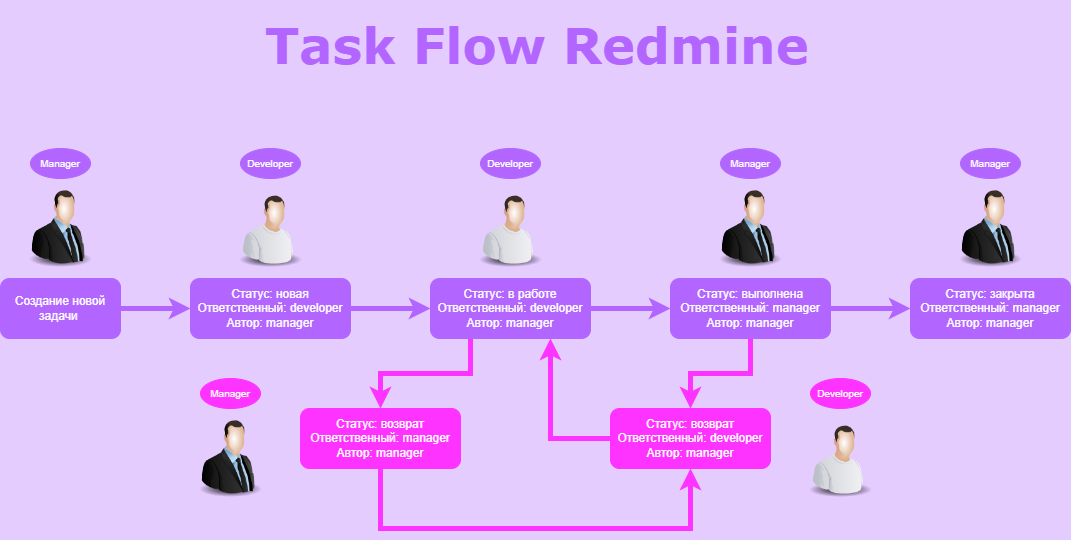 Task Flow Redmine
Manager
Developer
Developer
Manager
Manager
Создание новой
задачи
Статус: новая
Ответственный: developer
Автор: manager
Статус: в работе
Ответственный: developer
Автор: manager
Статус: выполнена
Ответственный: manager
Автор: manager
Статус: закрыта
Ответственный: manager
Автор: manager
Manager
Статус: возврат
Ответственный: manager
Автор: manager
Статус: возврат
Ответственный: developer
Автор: manager
Developer